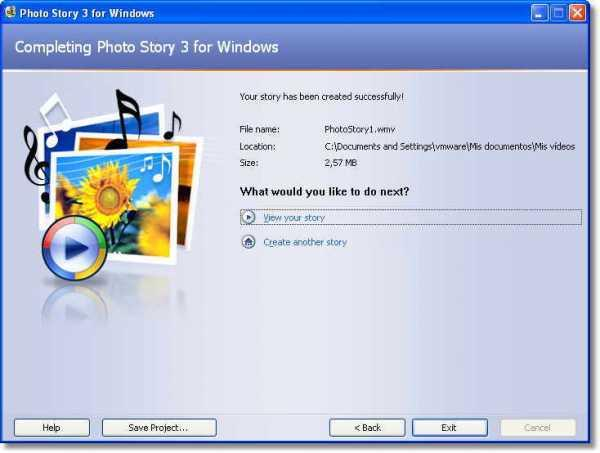 Photo Story 3 for Windows
Completing Photo Story 3 for Windows
Your story has been created successfully!
File name: PhotoStory1.wmv
Location: C:\Documents and Settings\vmware\Mis documentos\Mis vídeos
Size: 2,57 MB
What would you like to do next?
View your story
Create another story
Help Save Project... < Back Exit Cancel